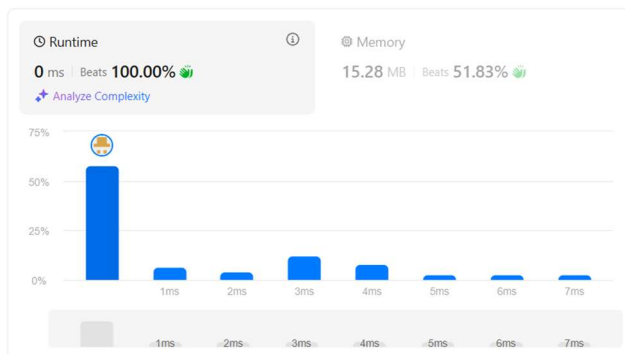 Runtime
0 ms Beats 100.00%
Analyze Complexity
Memory
15.28 MB Beats 51.83%
75%
50%
25%
0%
1ms 2ms 3ms 4ms 5ms 6ms 7ms
1ms 2ms 3ms 4ms 5ms 6ms 7ms